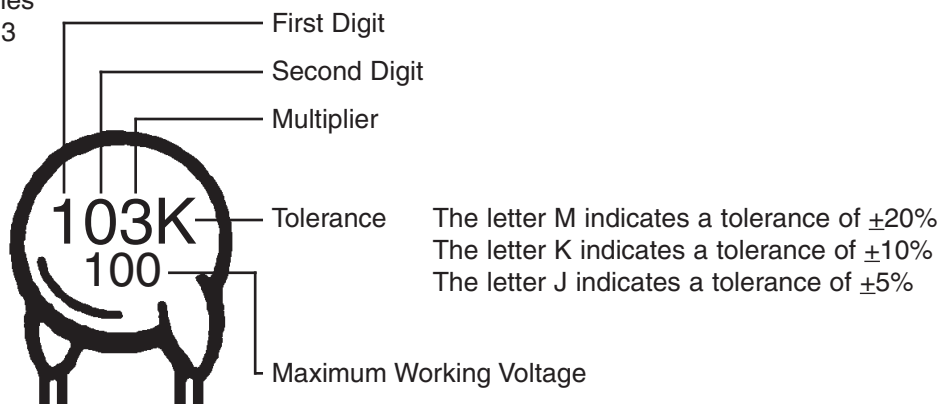 3
First Digit
Second Digit
Multiplier
103K
Tolerance
The letter M indicates a tolerance of ±20%
The letter K indicates a tolerance of ±10%
The letter J indicates a tolerance of ±5%
100
Maximum Working Voltage